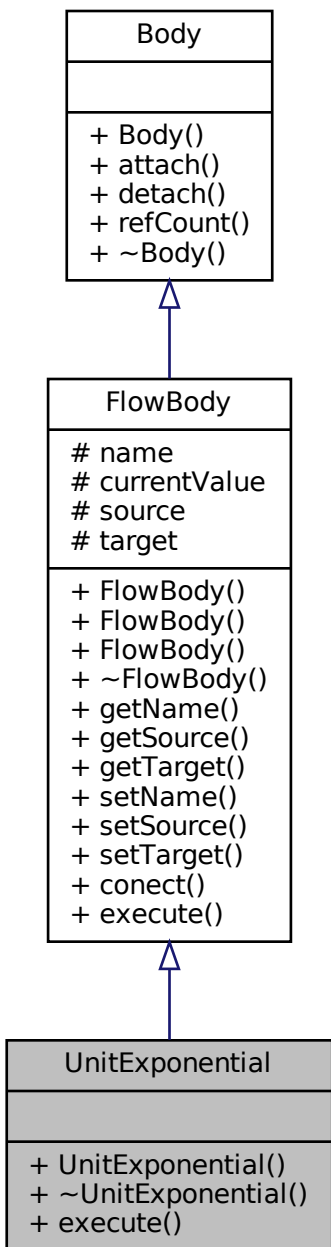 Body
+ Body()
+ attach()
+ detach()
+ refCount()
+ ~Body()
FlowBody
# name
# currentValue
# source
# target
+ FlowBody()
+ FlowBody()
+ FlowBody()
+ ~FlowBody()
+ getName()
+ getSource()
+ getTarget()
+ setName()
+ setSource()
+ setTarget()
+ conect()
+ execute()
UnitExponential
+ UnitExponential()
+ ~UnitExponential()
+ execute()